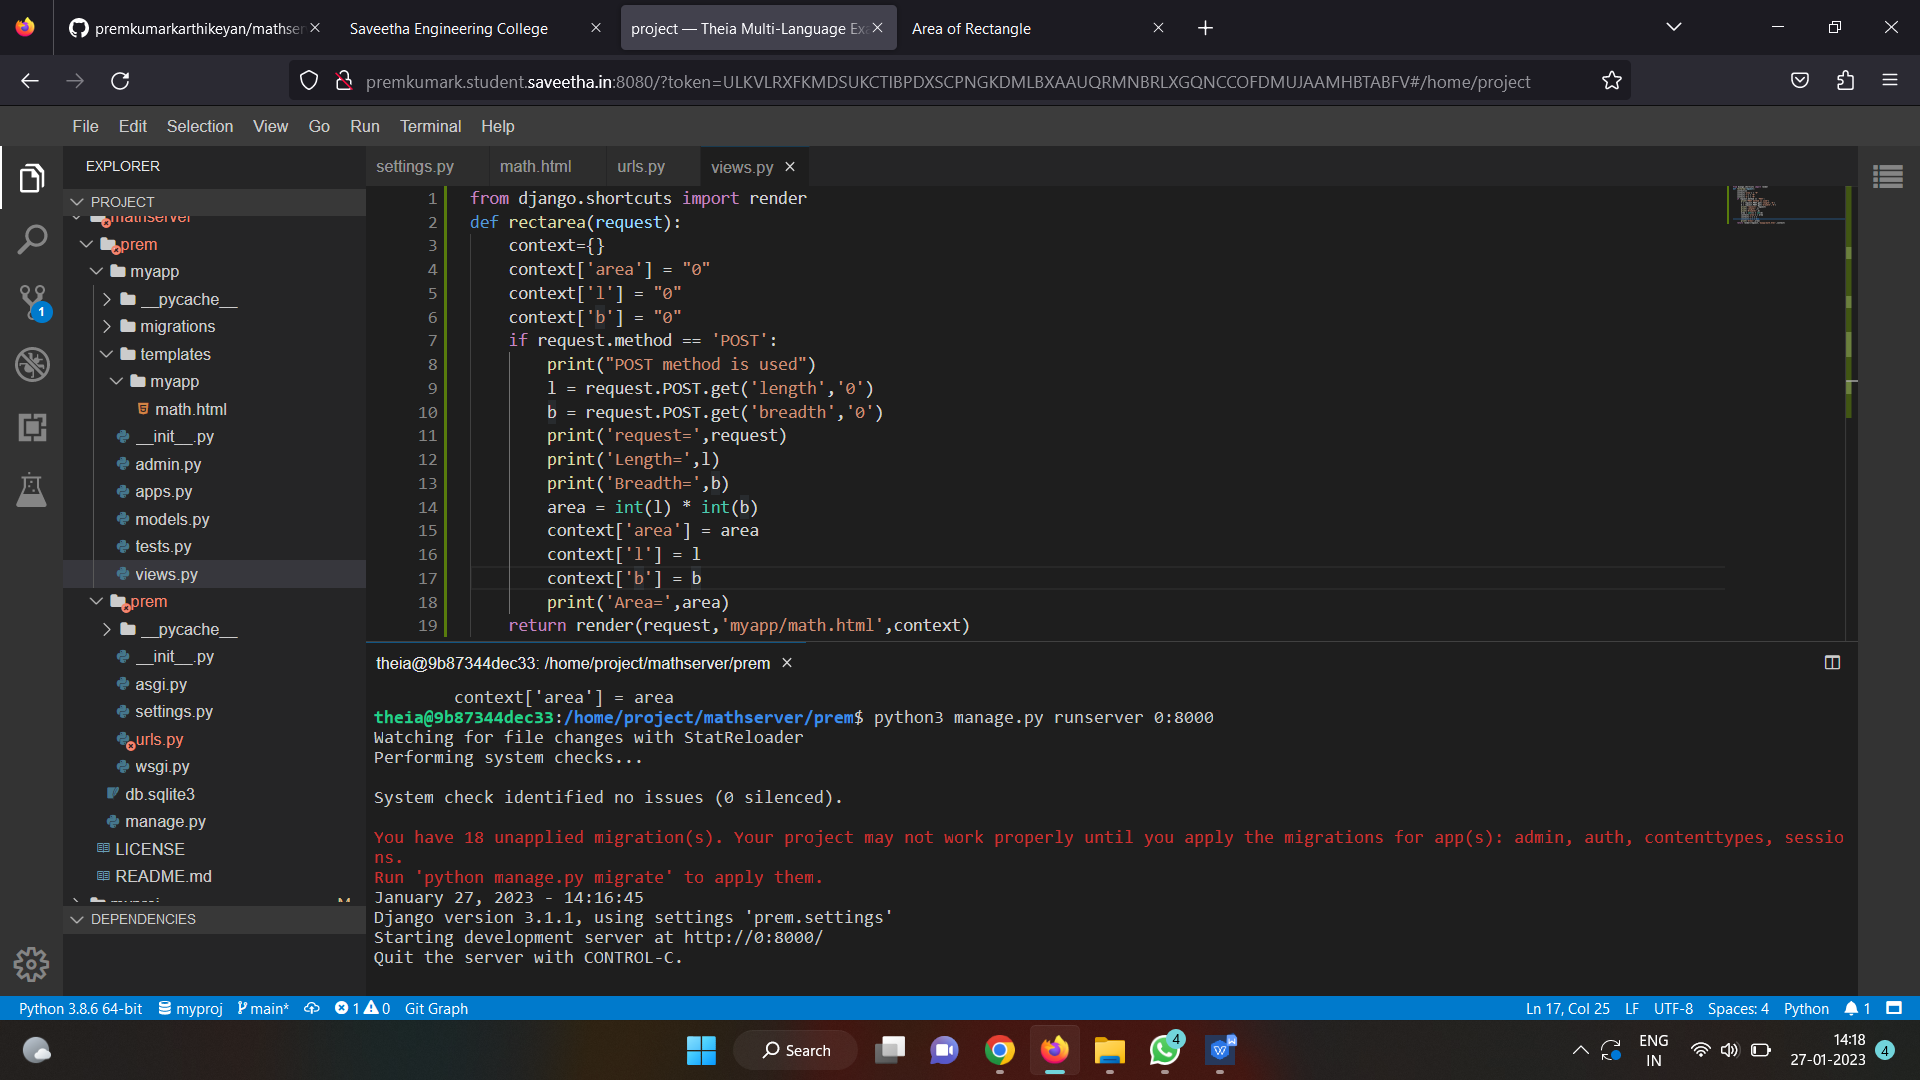 premkumarkarthikeyan/mathser
Saveetha Engineering College
project — Theia Multi-Language Exa
Area of Rectangle
premkumark.student.saveetha.in:8080/?token=ULKVLRXFKMDSUKCTIBPDXSCPNGKDMLBXAAUQRMNBRLXGQNCCOFDMUJAAMHBTABFV#/home/project
File Edit Selection View Go Run Terminal Help
EXPLORER
PROJECT
mathserver
prem
myapp
__pycache__
migrations
templates
myapp
math.html
__init__.py
admin.py
apps.py
models.py
tests.py
views.py
prem
__pycache__
__init__.py
asgi.py
settings.py
urls.py
wsgi.py
db.sqlite3
manage.py
LICENSE
README.md
myproj M
DEPENDENCIES
1
settings.py math.html urls.py views.py
1 from django.shortcuts import render
2 def rectarea(request):
3     context={}
4     context['area'] = "0"
5     context['l'] = "0"
6     context['b'] = "0"
7     if request.method == 'POST':
8         print("POST method is used")
9         l = request.POST.get('length','0')
10         b = request.POST.get('breadth','0')
11         print('request=',request)
12         print('Length=',l)
13         print('Breadth=',b)
14         area = int(l) * int(b)
15         context['area'] = area
16         context['l'] = l
17         context['b'] = b
18         print('Area=',area)
19     return render(request,'myapp/math.html',context)
theia@9b87344dec33: /home/project/mathserver/prem
        context['area'] = area
theia@9b87344dec33:/home/project/mathserver/prem$ python3 manage.py runserver 0:8000
Watching for file changes with StatReloader
Performing system checks...
System check identified no issues (0 silenced).
You have 18 unapplied migration(s). Your project may not work properly until you apply the migrations for app(s): admin, auth, contenttypes, sessio
ns.
Run 'python manage.py migrate' to apply them.
January 27, 2023 - 14:16:45
Django version 3.1.1, using settings 'prem.settings'
Starting development server at http://0:8000/
Quit the server with CONTROL-C.
Python 3.8.6 64-bit myproj main* 1 0 Git Graph Ln 17, Col 25 LF UTF-8 Spaces: 4 Python 1
Search
4
ENG
IN
14:18
27-01-2023
4